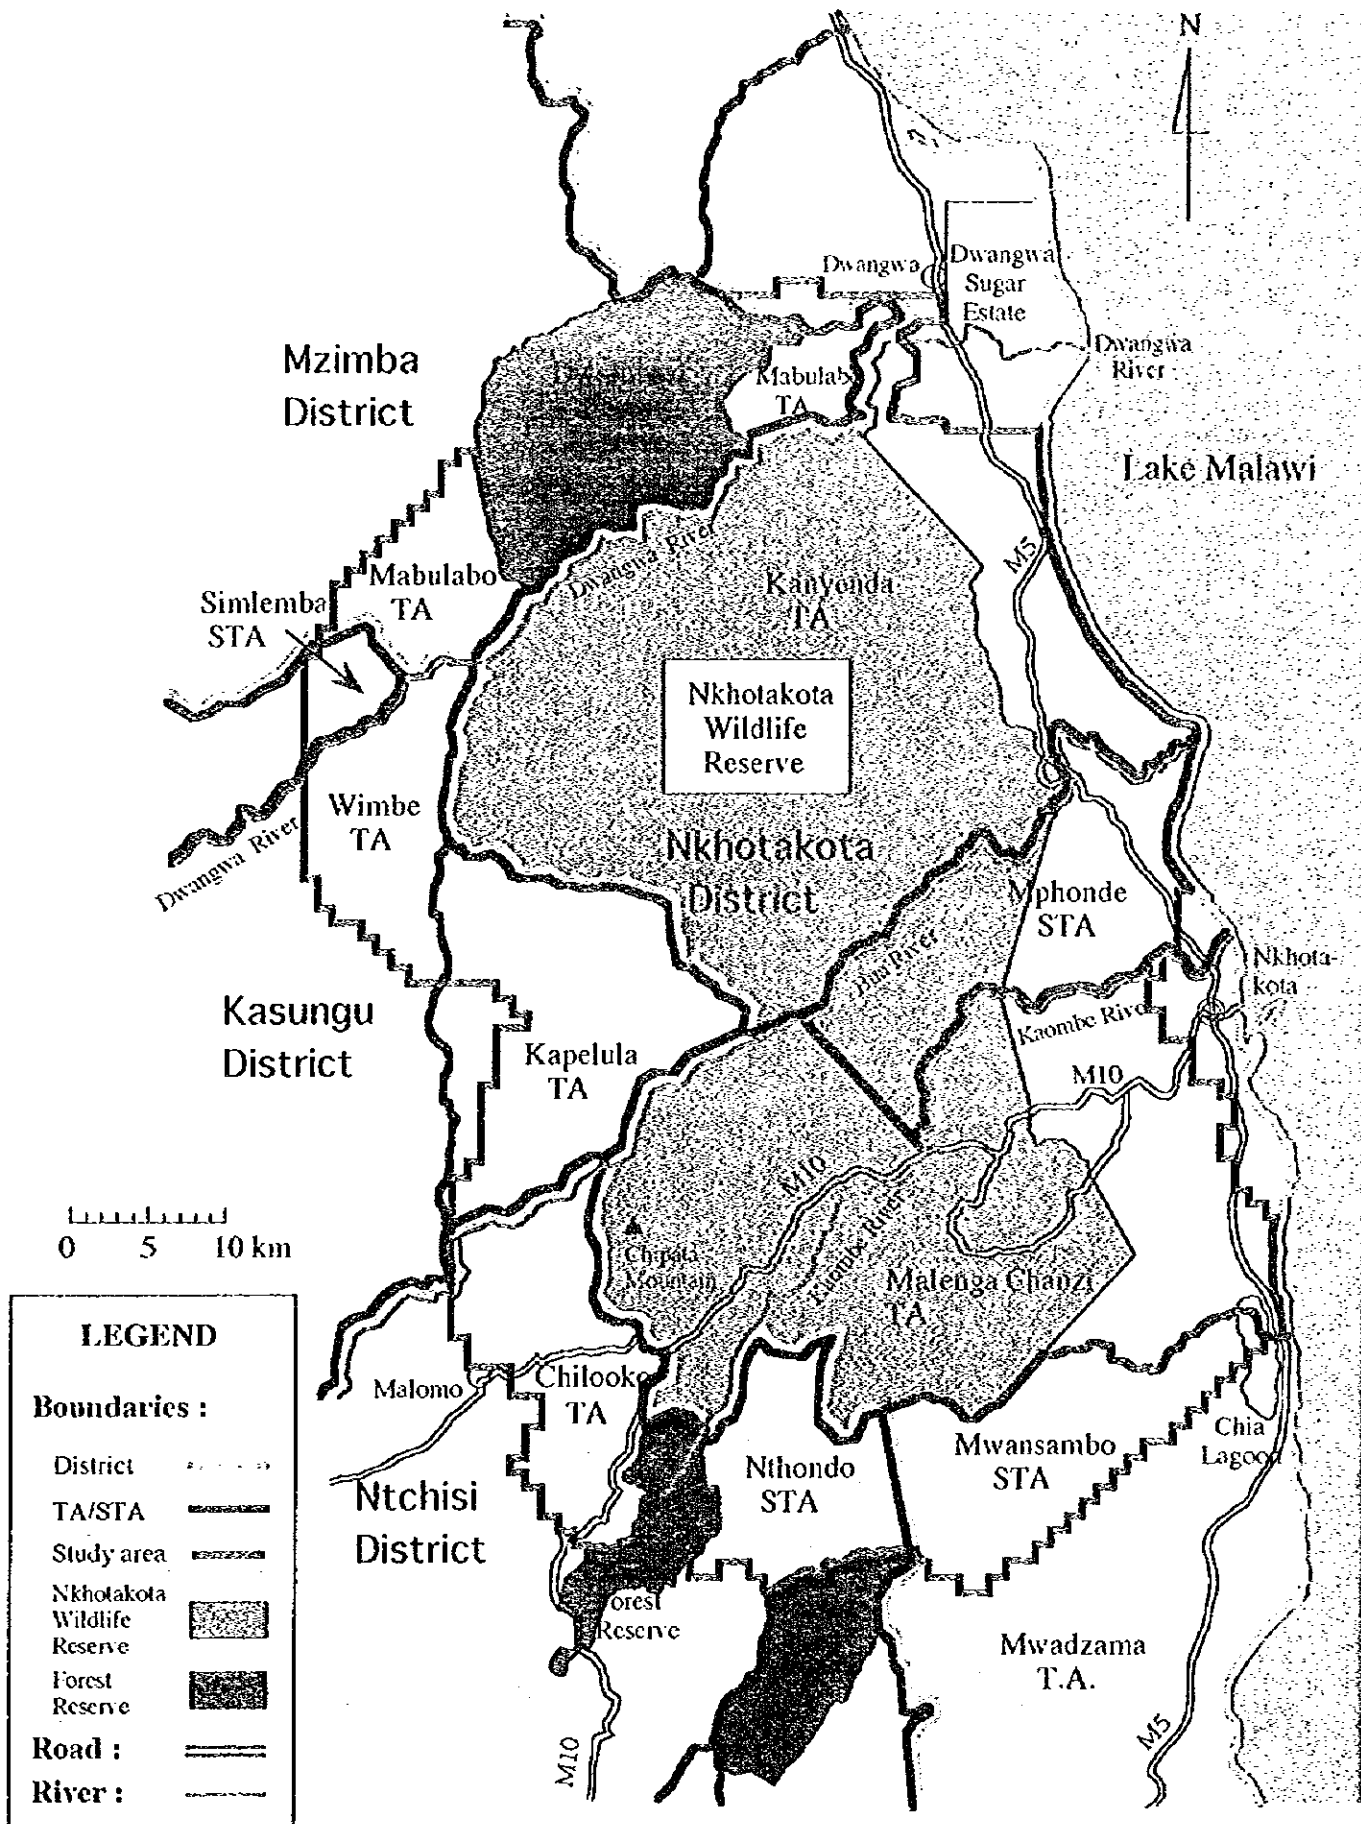 N
Dwangwa
Dwangwa
Sugar
Estate
Mzimba
District
Mabulab
TA
Dwangwa
River
Lake Malawi
M5
Dwangwa River
Mabulabo
TA
Kanyonda
TA
Simlemba
STA
Nkhotakota
Wildlife
Reserve
Wimbe
TA
Dwangwa River
Nkhotakota
District
Mphonde
STA
Bua River
Nkhota-
kota
Kasungu
District
Kaombe River
Kapelula
TA
M10
M10
0 5 10 km
Chipata
Mountain
River
Malenga Chanzi
TA
LEGEND
Boundaries :
District
TA/STA
Study area
Nkhotakota
Wildlife
Reserve
Forest
Reserve
Road :
River :
Malomo
Chilooko
TA
Chia
Lagoon
Mwansambo
STA
Nthondo
STA
Ntchisi
District
Forest
Reserve
Mwadzama
T.A.
M10
M5